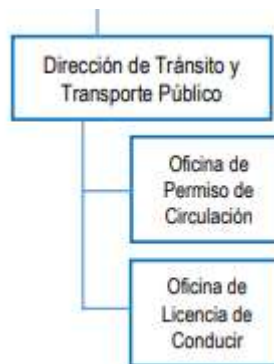 Dirección de Tránsito y
Transporte Público
Oficina de
Permiso de
Circulación
Oficina de
Licencia de
Conducir